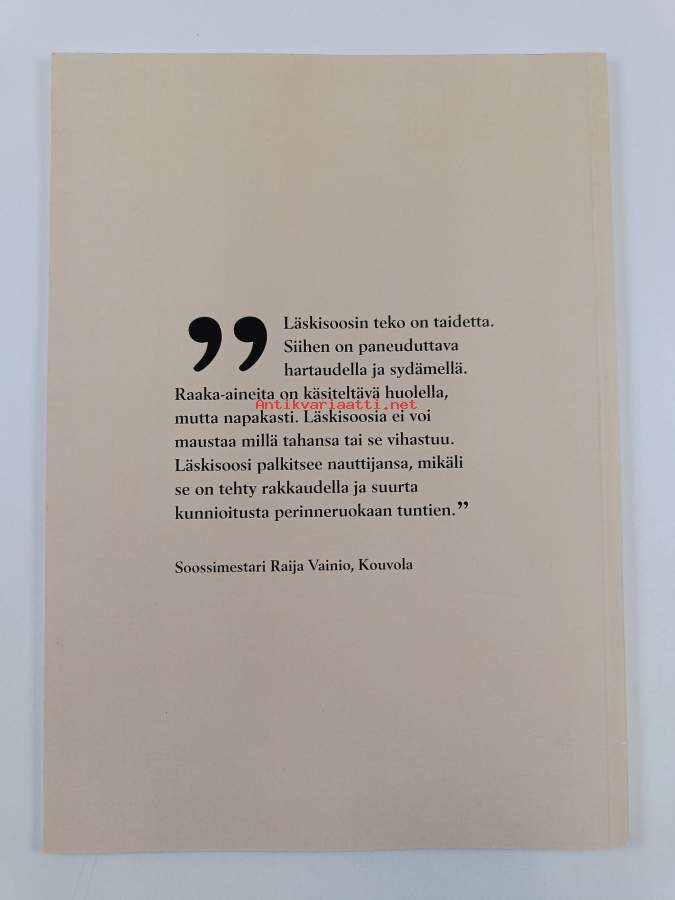 ” Läskisoosin teko on taidetta.
Siihen on paneuduttava
hartaudella ja sydämellä.
Raaka-aineita on käsiteltävä huolella,
Antikvariaatti.net
mutta napakasti. Läskisoosia ei voi
maustaa millä tahansa tai se vihastuu.
Läskisoosi palkitsee nauttijansa, mikäli
se on tehty rakkaudella ja suurta
kunnioitusta perinneruokaan tuntien.”
Soossimestari Raija Vainio, Kouvola